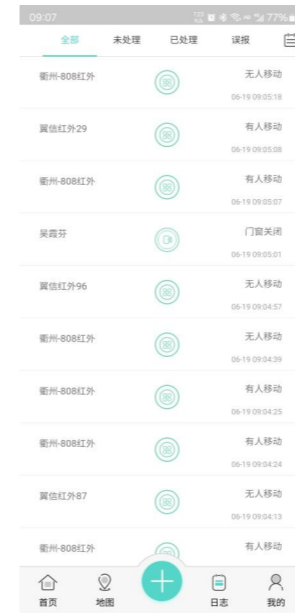 09:07
77%
全部 未处理 已处理 误报
衢州-808红外 无人移动
06-19 09:05:18
翼信红外29 有人移动
06-19 09:05:08
衢州-808红外 有人移动
06-19 09:05:07
吴霞芬 门窗关闭
06-19 09:05:01
翼信红外96 无人移动
06-19 09:04:57
衢州-808红外 无人移动
06-19 09:04:39
衢州-808红外 有人移动
06-19 09:04:25
衢州-808红外 有人移动
06-19 09:04:24
翼信红外87 无人移动
06-19 09:04:13
衢州-808红外 有人移动
首页 地图 日志 我的